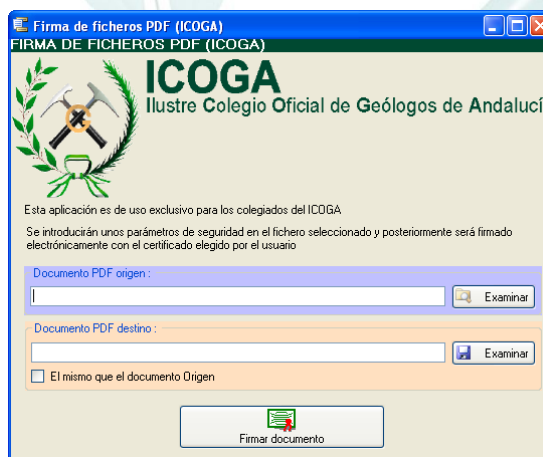 Firma de ficheros PDF (ICOGA)
FIRMA DE FICHEROS PDF (ICOGA)
ICOGA
Ilustre Colegio Oficial de Geólogos de Andalucí
Esta aplicación es de uso exclusivo para los colegiados del ICOGA
Se introducirán unos parámetros de seguridad en el fichero seleccionado y posteriormente será firmado
electrónicamente con el certificado elegido por el usuario
Documento PDF origen :
Examinar
Documento PDF destino :
Examinar
El mismo que el documento Origen
Firmar documento